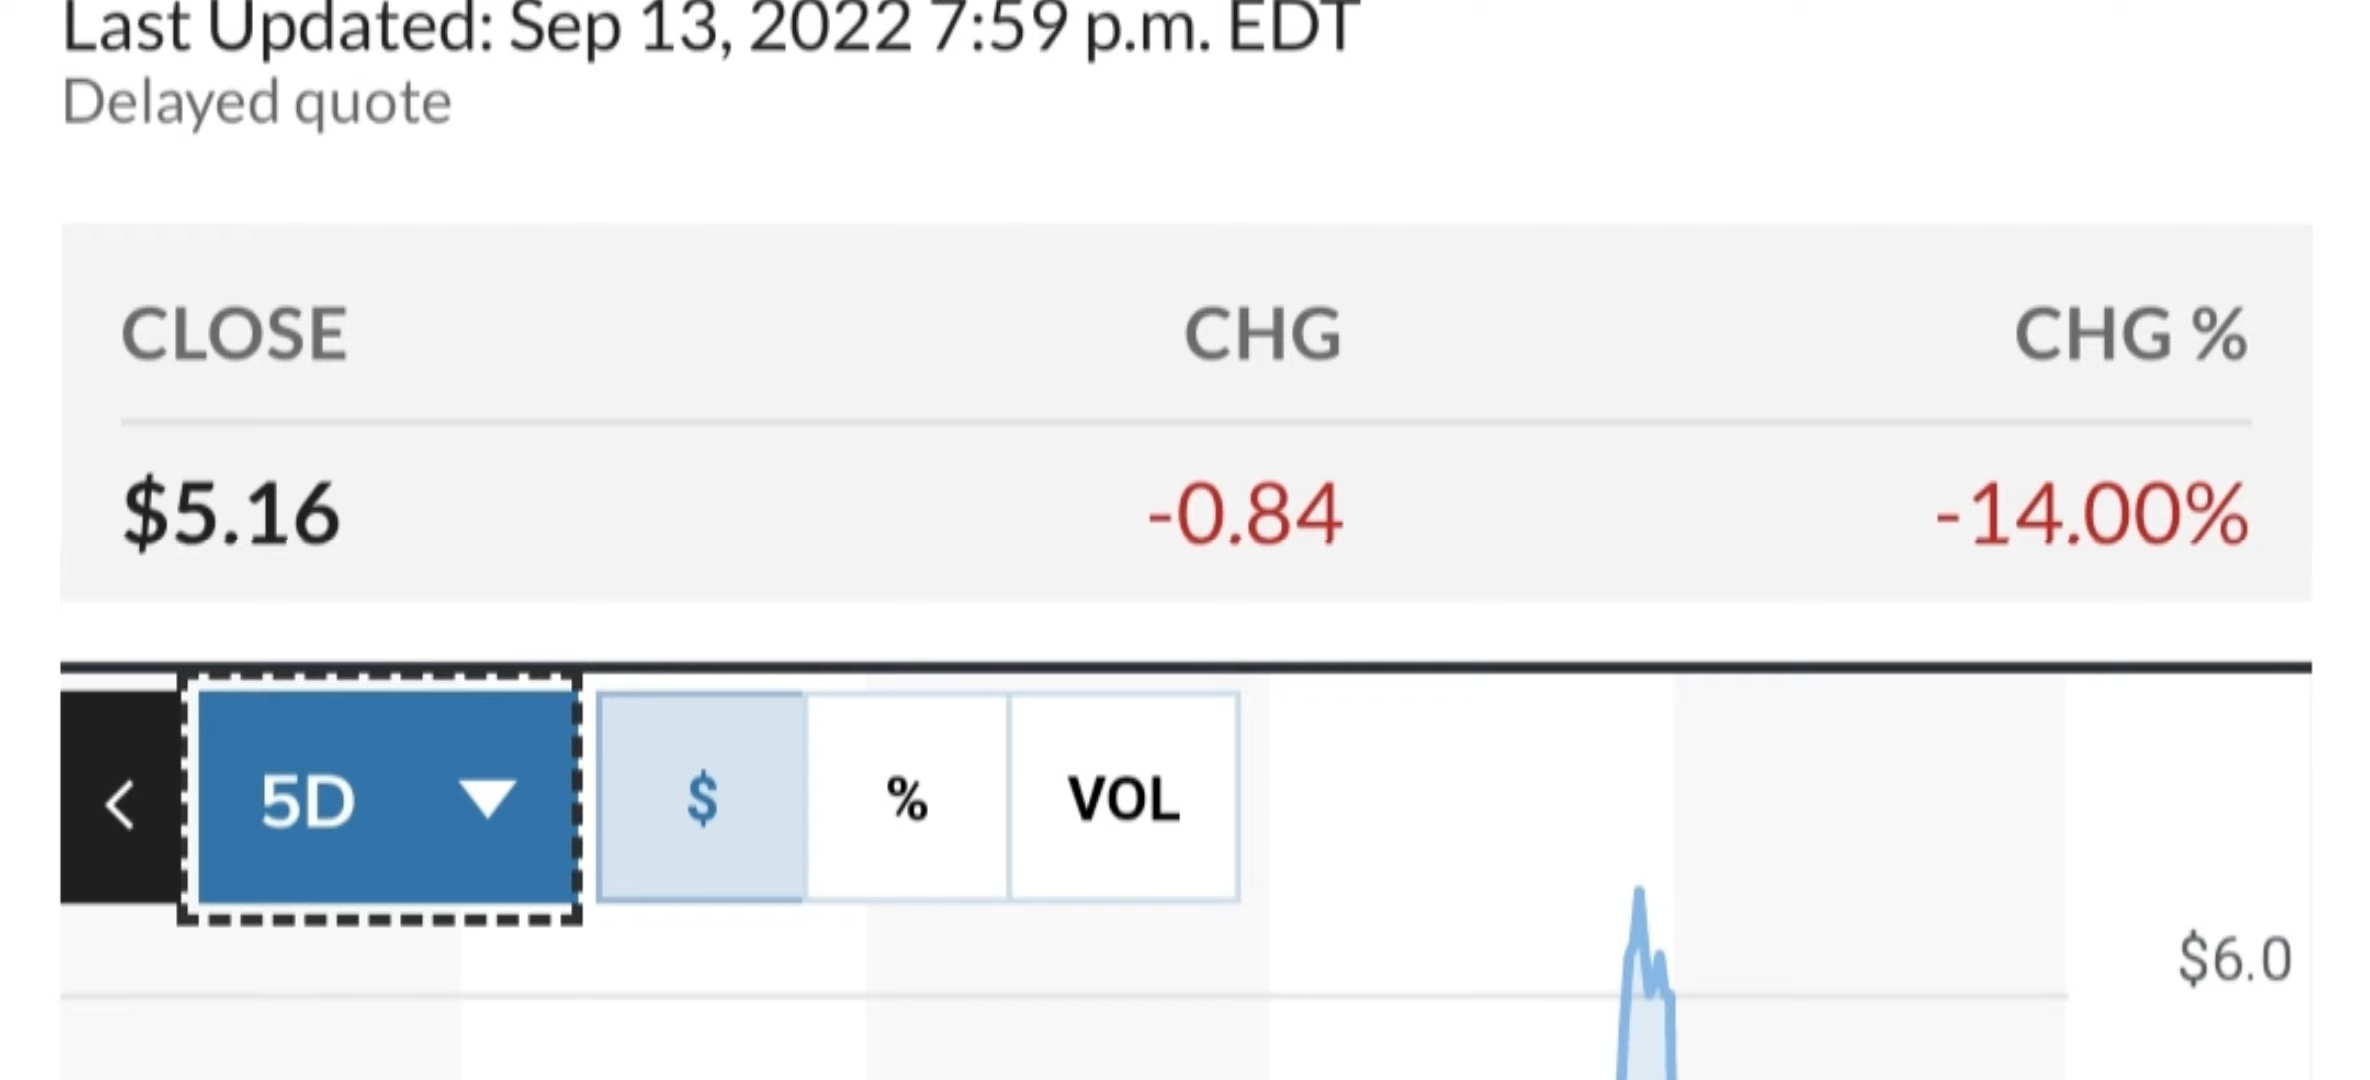 Last Updated: Sep 13, 2022 7:59 p.m. EDT
Delayed quote
CLOSE CHG CHG %
$5.16 -0.84 -14.00%
5D $ % VOL
$6.0